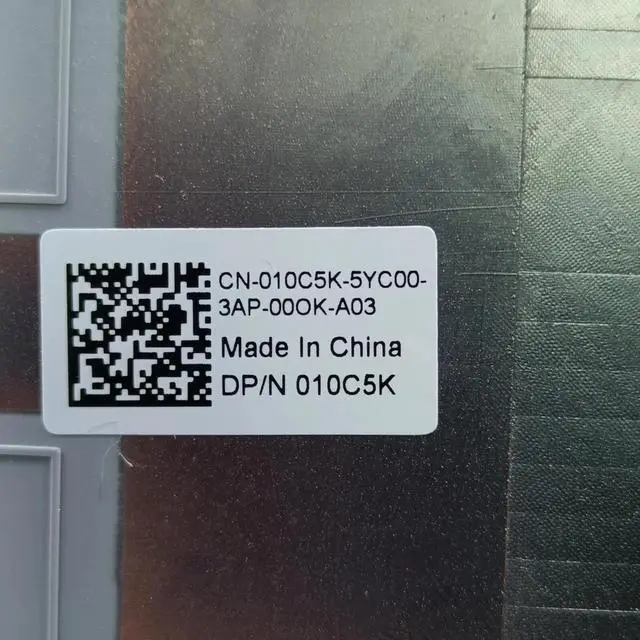 CN-010C5K-5YC00-
3AP-00OK-A03
Made In China
DP/N 010C5K